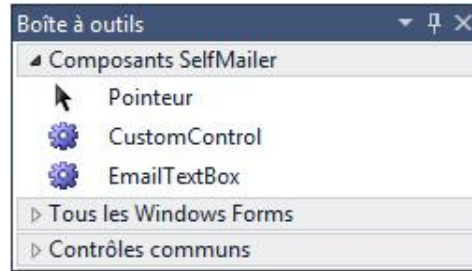 Boîte à outils
Composants SelfMailer
Pointeur
CustomControl
EmailTextBox
Tous les Windows Forms
Contrôles communs